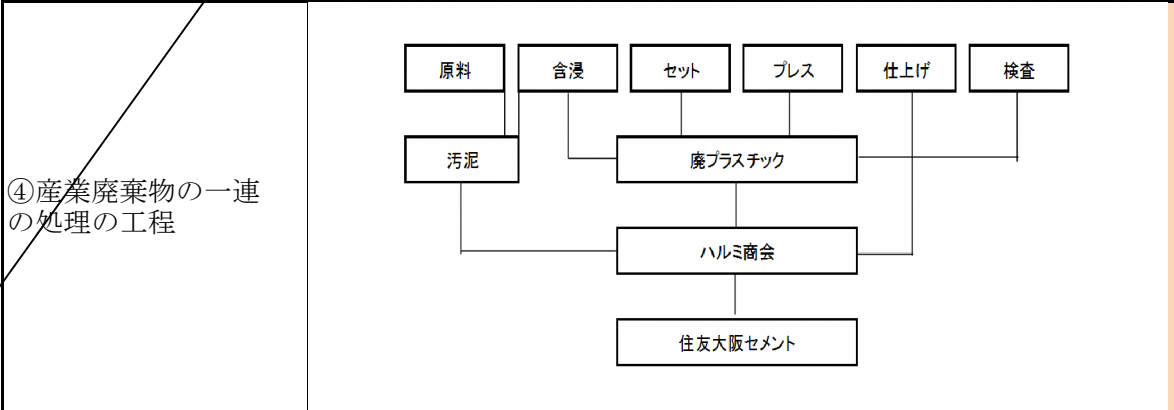 ④産業廃棄物の一連
の処理の工程
原料
含浸
セット
プレス
仕上げ
検査
汚泥
廃プラスチック
ハルミ商会
住友大阪セメント